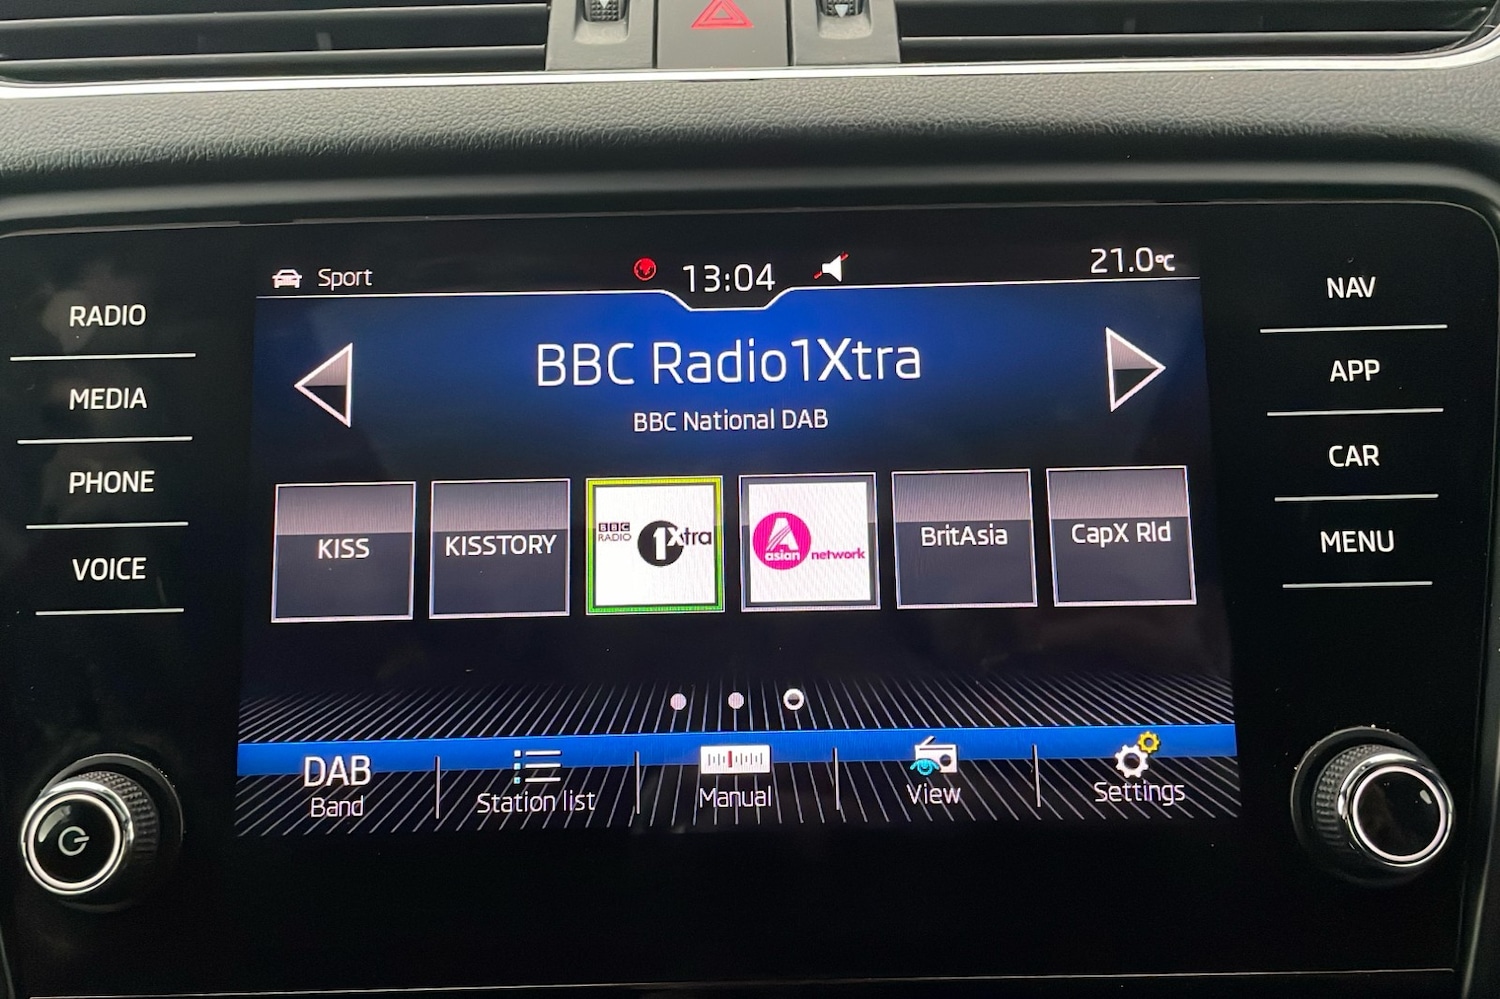 Sport
13:04
21.0°C
RADIO
MEDIA
PHONE
VOICE
NAV
APP
CAR
MENU
BBC Radio1Xtra
BBC National DAB
KISS
KISSTORY
BBC
RADIO
1Xtra
A
asian network
BritAsia
CapX Rld
DAB
Band
Station list
Manual
View
Settings